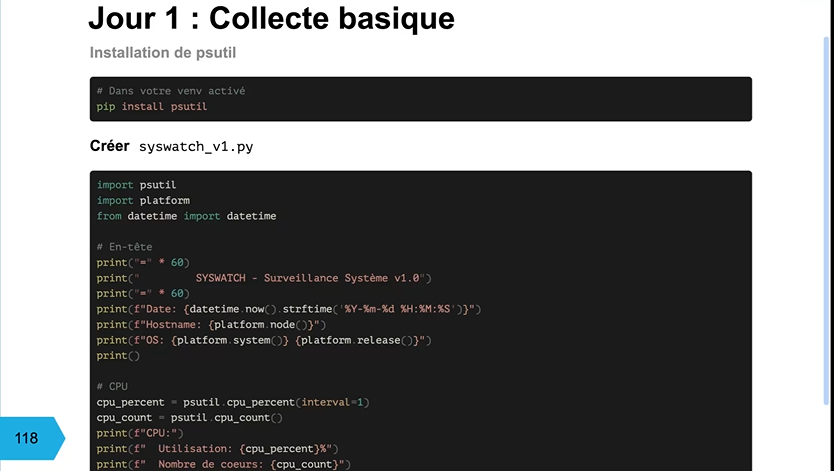 Jour 1 : Collecte basique
Installation de psutil
# Dans votre venv activé
pip install psutil
Créer syswatch_v1.py
import psutil
import platform
from datetime import datetime
# En-tête
print("=" * 60)
print("         SYSWATCH - Surveillance Système v1.0")
print("=" * 60)
print(f"Date: {datetime.now().strftime('%Y-%m-%d %H:%M:%S')}")
print(f"Hostname: {platform.node()}")
print(f"OS: {platform.system()} {platform.release()}")
print()
# CPU
cpu_percent = psutil.cpu_percent(interval=1)
cpu_count = psutil.cpu_count()
print(f"CPU:")
print(f"  Utilisation: {cpu_percent}%")
print(f"  Nombre de coeurs: {cpu_count}")
118